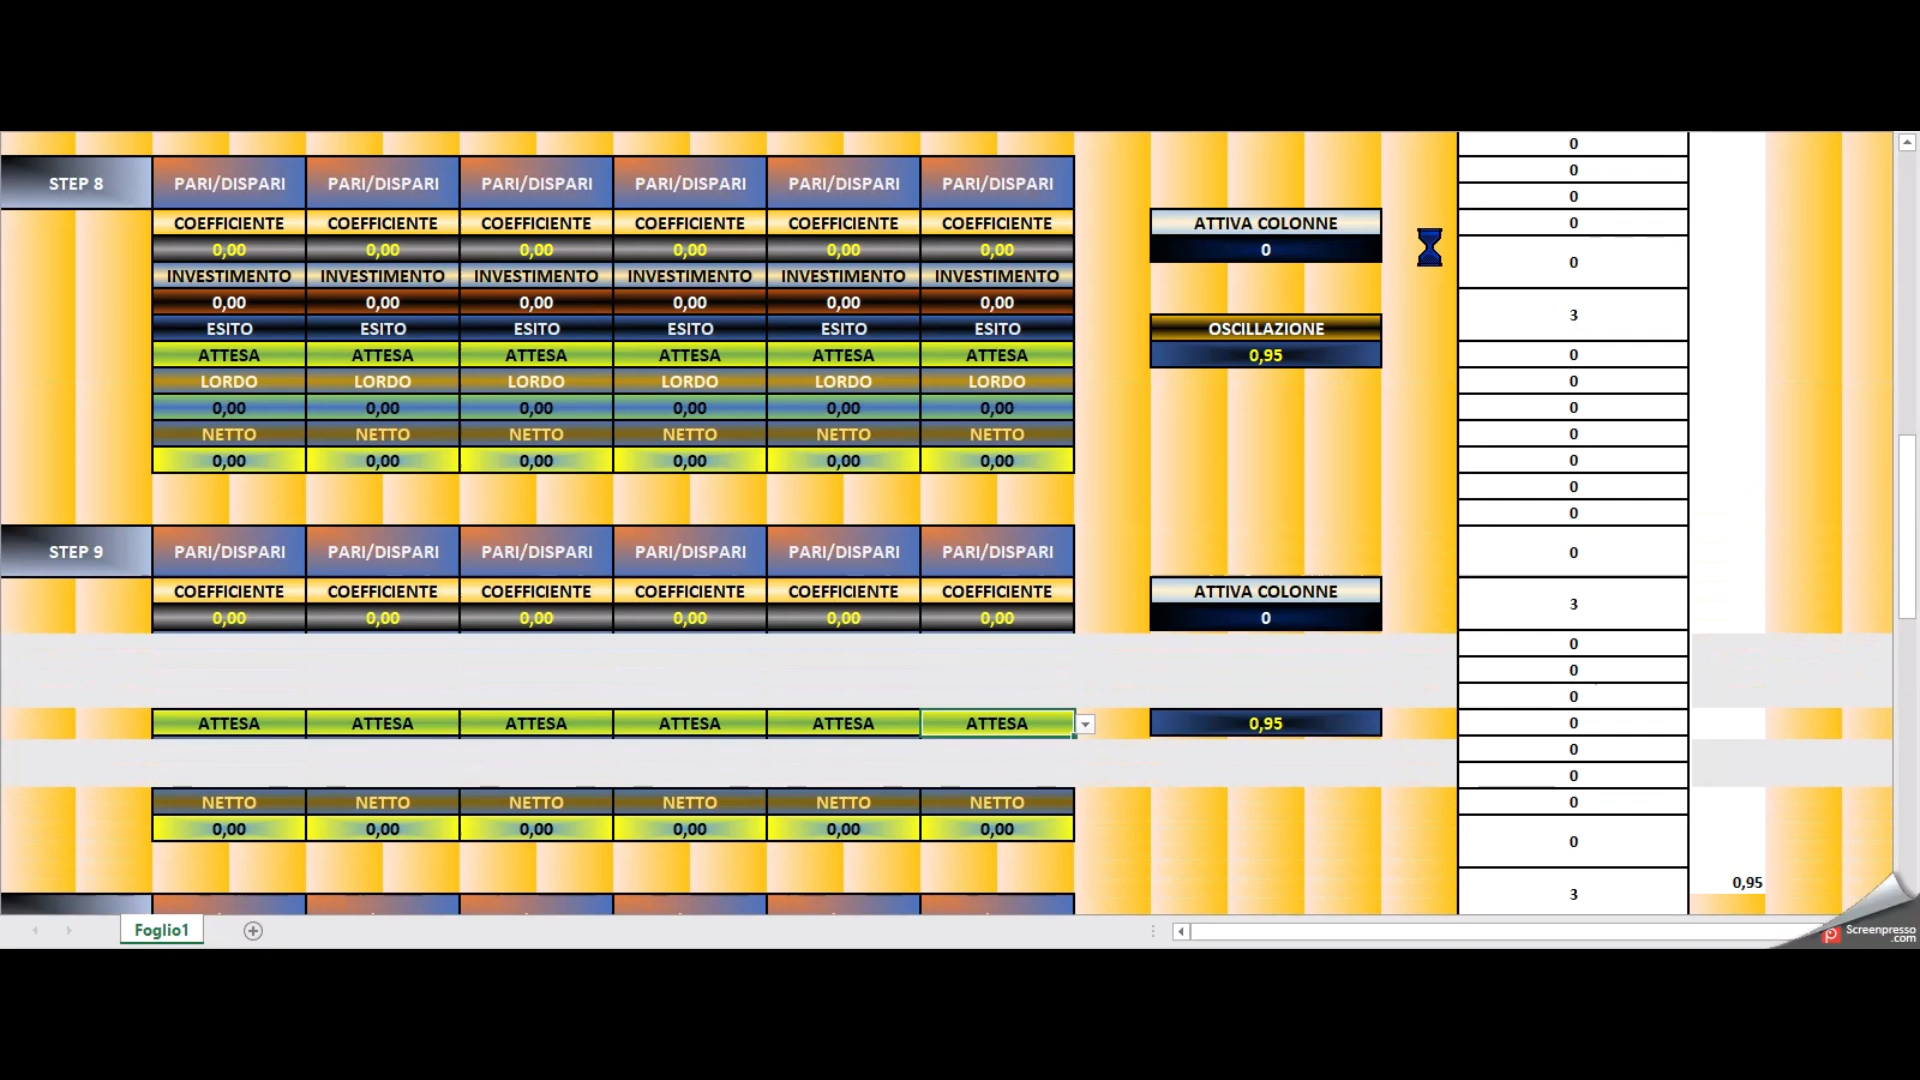 0
0
STEP 8 PARI/DISPARI PARI/DISPARI PARI/DISPARI PARI/DISPARI PARI/DISPARI PARI/DISPARI
0
COEFFICIENTE COEFFICIENTE COEFFICIENTE COEFFICIENTE COEFFICIENTE COEFFICIENTE ATTIVA COLONNE 0
0,00 0,00 0,00 0,00 0,00 0,00 0
0
INVESTIMENTO INVESTIMENTO INVESTIMENTO INVESTIMENTO INVESTIMENTO INVESTIMENTO
0,00 0,00 0,00 0,00 0,00 0,00
3
ESITO ESITO ESITO ESITO ESITO ESITO OSCILLAZIONE
ATTESA ATTESA ATTESA ATTESA ATTESA ATTESA 0,95 0
LORDO LORDO LORDO LORDO LORDO LORDO 0
0,00 0,00 0,00 0,00 0,00 0,00 0
NETTO NETTO NETTO NETTO NETTO NETTO 0
0,00 0,00 0,00 0,00 0,00 0,00 0
0
0
STEP 9 PARI/DISPARI PARI/DISPARI PARI/DISPARI PARI/DISPARI PARI/DISPARI PARI/DISPARI 0
COEFFICIENTE COEFFICIENTE COEFFICIENTE COEFFICIENTE COEFFICIENTE COEFFICIENTE ATTIVA COLONNE
3
0,00 0,00 0,00 0,00 0,00 0,00 0
0
0
0
ATTESA ATTESA ATTESA ATTESA ATTESA ATTESA 0,95 0
0
0
NETTO NETTO NETTO NETTO NETTO NETTO 0
0,00 0,00 0,00 0,00 0,00 0,00
0
0,95
3
Foglio1
Screenpresso
.com